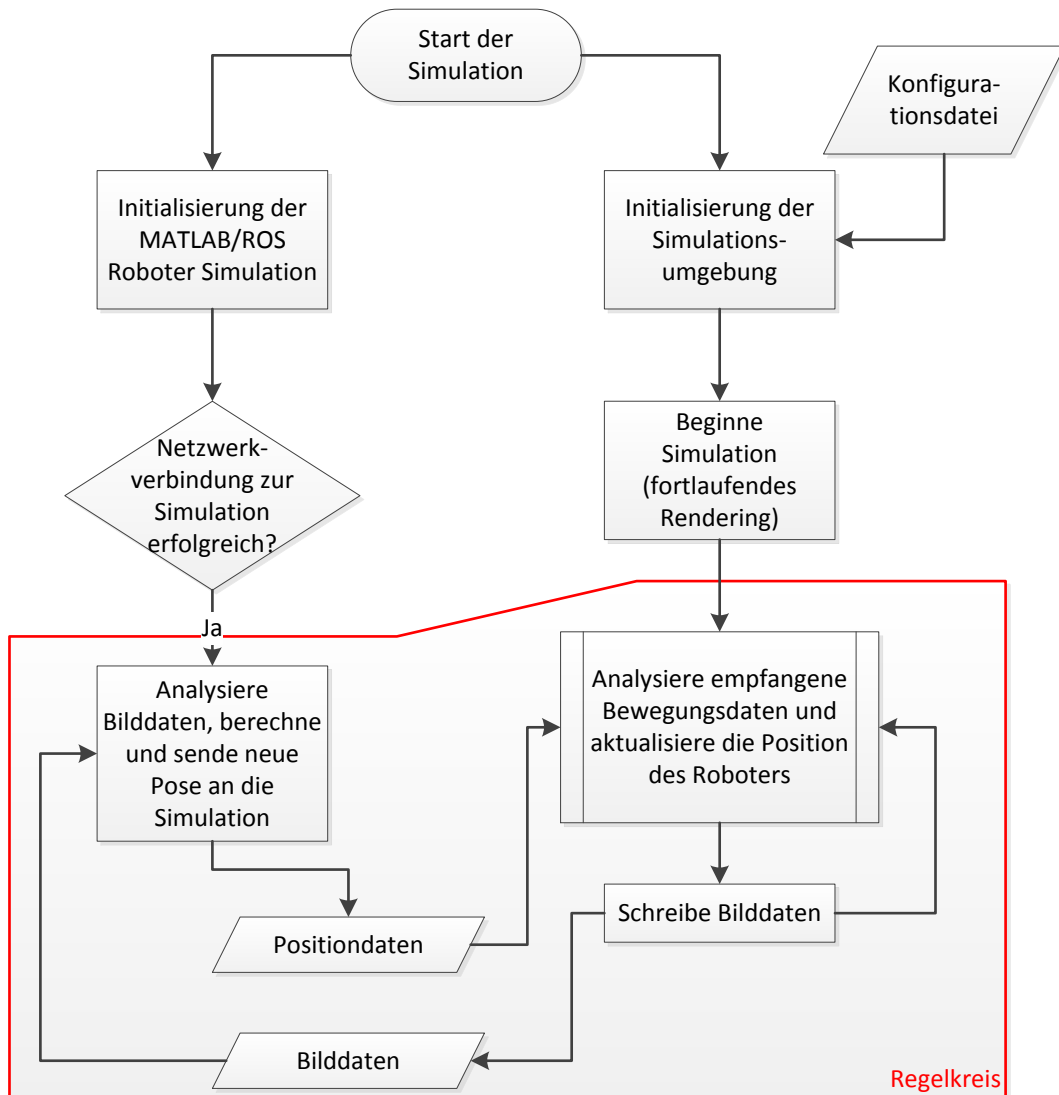 Start der
Simulation
Konfigura-
tionsdatei
Initialisierung der
MATLAB/ROS
Roboter Simulation
Initialisierung der
Simulations-
umgebung
Netzwerk-
verbindung zur
Simulation
erfolgreich?
Beginne
Simulation
(fortlaufendes
Rendering)
Ja
Analysiere
Bilddaten, berechne
und sende neue
Pose an die
Simulation
Analysiere empfangene
Bewegungsdaten und
aktualisiere die Position
des Roboters
Schreibe Bilddaten
Positiondaten
Bilddaten
Regelkreis